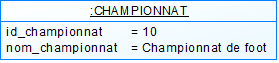 :CHAMPIONNAT
id_championnat = 10
nom_championnat = Championnat de foot